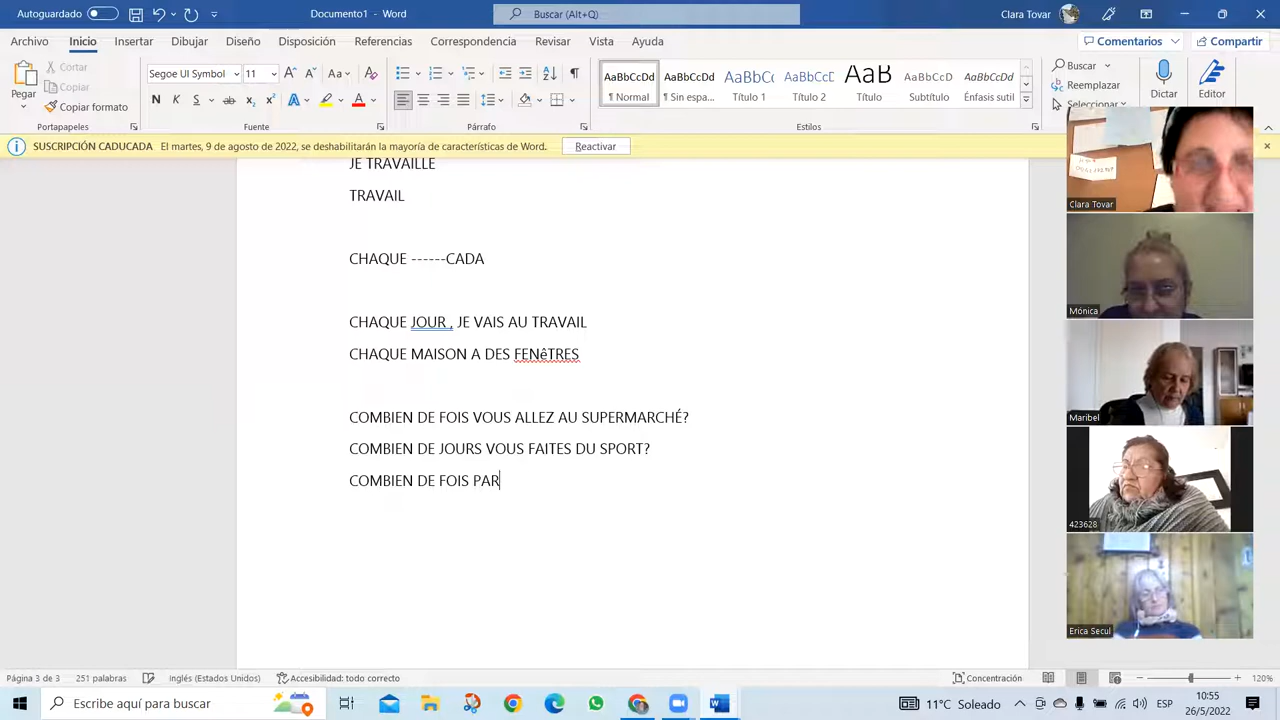 Autoguardado
Buscar (Alt+Q)
Clara Tovar
Archivo
Inicio
Insertar
Dibujar
Diseño
Disposición
Referencias
Correspondencia
Revisar
Vista
Ayuda
Comentarios
Compartir
Pegar
Cortar
Copiar
Copiar formato
Segoe UI Symbol
11
Aa
N K S ab x₂ x² A A
AaBbCcDd
¶ Normal
AaBbCcDd
¶ Sin espa...
AaBbCc
Título 1
AaBbCcD
Título 2
AaB
Título
AaBbCcD
Subtítulo
AaBbCcDd
Énfasis sutil
Buscar
Reemplazar
Seleccionar
Dictar
Editor
Portapapeles
Fuente
Párrafo
Estilos
SUSCRIPCIÓN CADUCADA El martes, 9 de agosto de 2022, se deshabilitarán la mayoría de características de Word.
Reactivar
JE TRAVAILLE
TRAVAIL
CHAQUE ------CADA
CHAQUE JOUR , JE VAIS AU TRAVAIL
CHAQUE MAISON A DES FENêTRES
COMBIEN DE FOIS VOUS ALLEZ AU SUPERMARCHÉ?
COMBIEN DE JOURS VOUS FAITES DU SPORT?
COMBIEN DE FOIS PAR
Clara Tovar
Mónica
Maribel
423628
Erica Secul
Página 3 de 3
251 palabras
Inglés (Estados Unidos)
Accesibilidad: todo correcto
Concentración
120%
Escribe aquí para buscar
11°C Soleado
ESP
10:55
26/5/2022